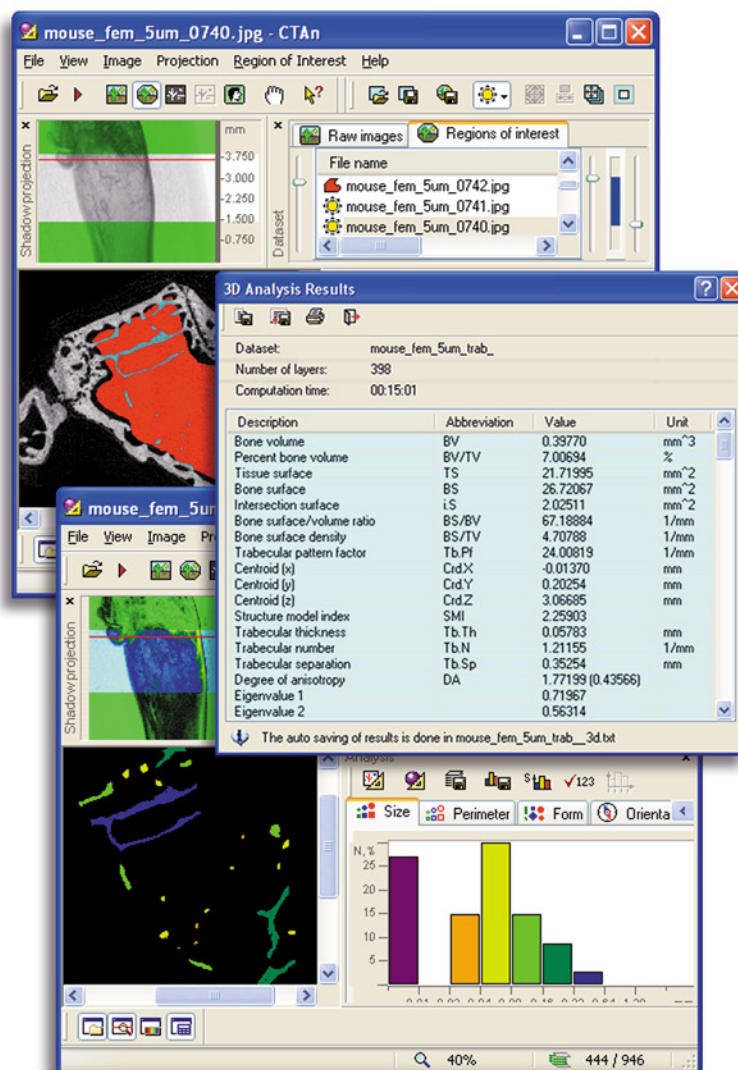 mouse_fem_5um_0740.jpg - CTAn
File View Image Projection Region of Interest Help
Shadow projection
mm
-3.750
-3.000
-2.250
-1.500
-0.750
Dataset
Raw images Regions of interest
File name
mouse_fem_5um_0742.jpg
mouse_fem_5um_0741.jpg
mouse_fem_5um_0740.jpg
3D Analysis Results
Dataset: mouse_fem_5um_trab_
Number of layers: 398
Computation time: 00:15:01
Description Abbreviation Value Unit
Bone volume BV 0.39770 mm^3
Percent bone volume BV/TV 7.00694 %
Tissue surface TS 21.71995 mm^2
Bone surface BS 26.72067 mm^2
Intersection surface i.S 2.02511 mm^2
Bone surface/volume ratio BS/BV 67.18884 1/mm
Bone surface density BS/TV 4.70788 1/mm
Trabecular pattern factor Tb.Pf 24.00819 1/mm
Centroid (x) Crd.X -0.01370 mm
Centroid (y) Crd.Y 0.20254 mm
Centroid (z) Crd.Z 3.06685 mm
Structure model index SMI 2.25903
Trabecular thickness Tb.Th 0.05783 mm
Trabecular number Tb.N 1.21155 1/mm
Trabecular separation Tb.Sp 0.35254 mm
Degree of anisotropy DA 1.77199 (0.43566)
Eigenvalue 1 0.71967
Eigenvalue 2 0.56314
The auto saving of results is done in mouse_fem_5um_trab__3d.txt
mouse_fem_5um
File View Image Pr
Shadow projection
Analysis
123
Size Perimeter Form Orienta
N,%
25
20
15
10
5
40% 444 / 946